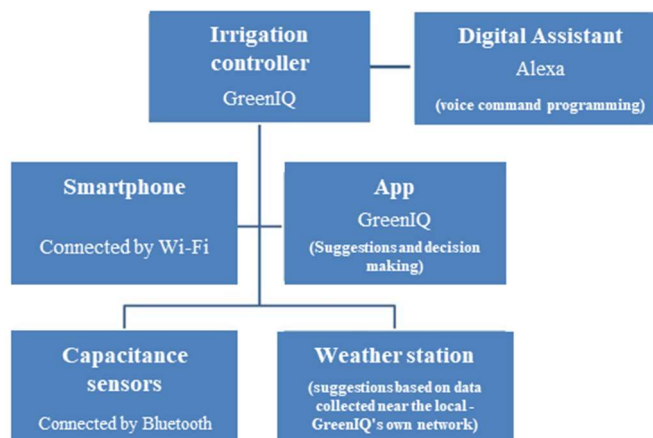 Irrigation
controller
GreenIQ
Digital Assistant
Alexa
(voice command programming)
Smartphone
Connected by Wi-Fi
App
GreenIQ
(Suggestions and decision
making)
Capacitance
sensors
Connected by Bluetooth
Weather station
(suggestions based on data
collected near the local -
GreenIQ's own network)